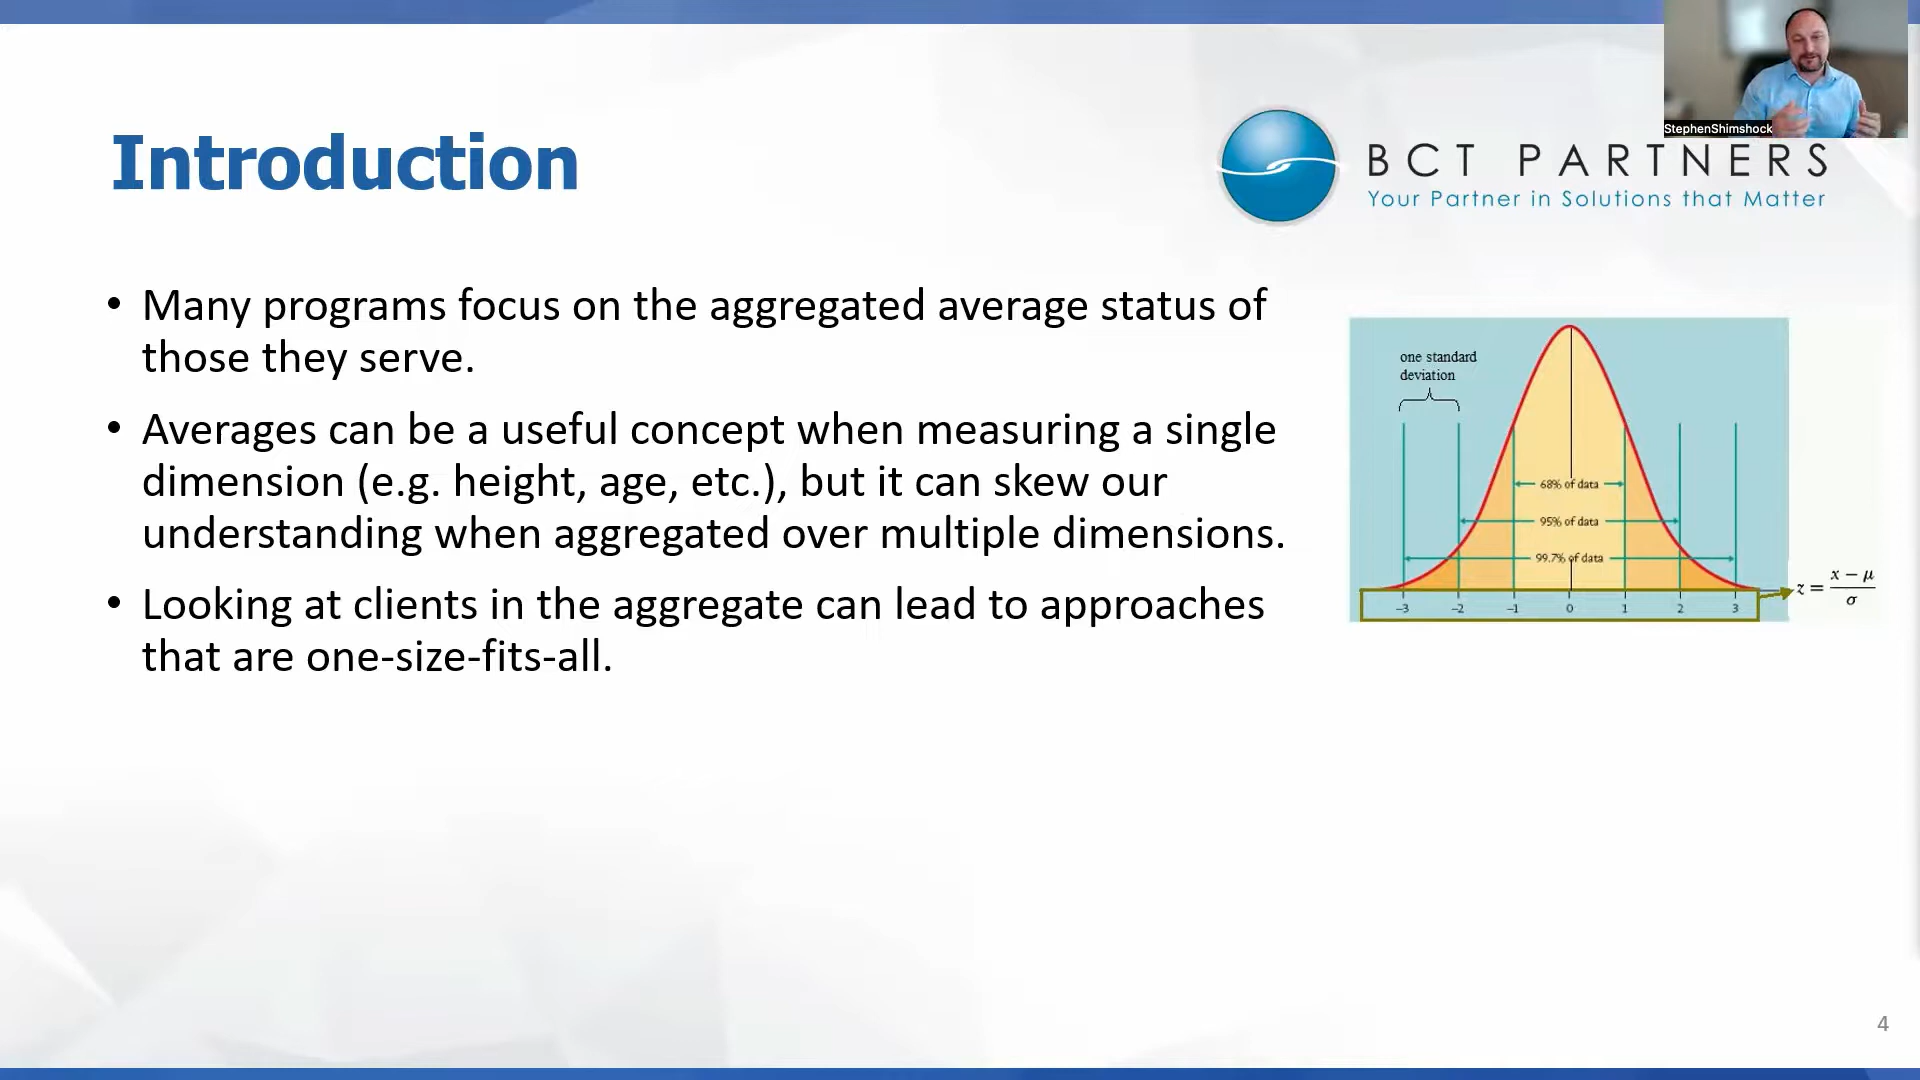 StephenShimshock
Introduction
BCT PARTNERS
Your Partner in Solutions that Matter
• Many programs focus on the aggregated average status of
those they serve.
• Averages can be a useful concept when measuring a single
dimension (e.g. height, age, etc.), but it can skew our
understanding when aggregated over multiple dimensions.
• Looking at clients in the aggregate can lead to approaches
that are one-size-fits-all.
one standard
deviation
68% of data
95% of data
99.7% of data
–3 –2 –1 0 1 2 3
z = x − μ / σ
4